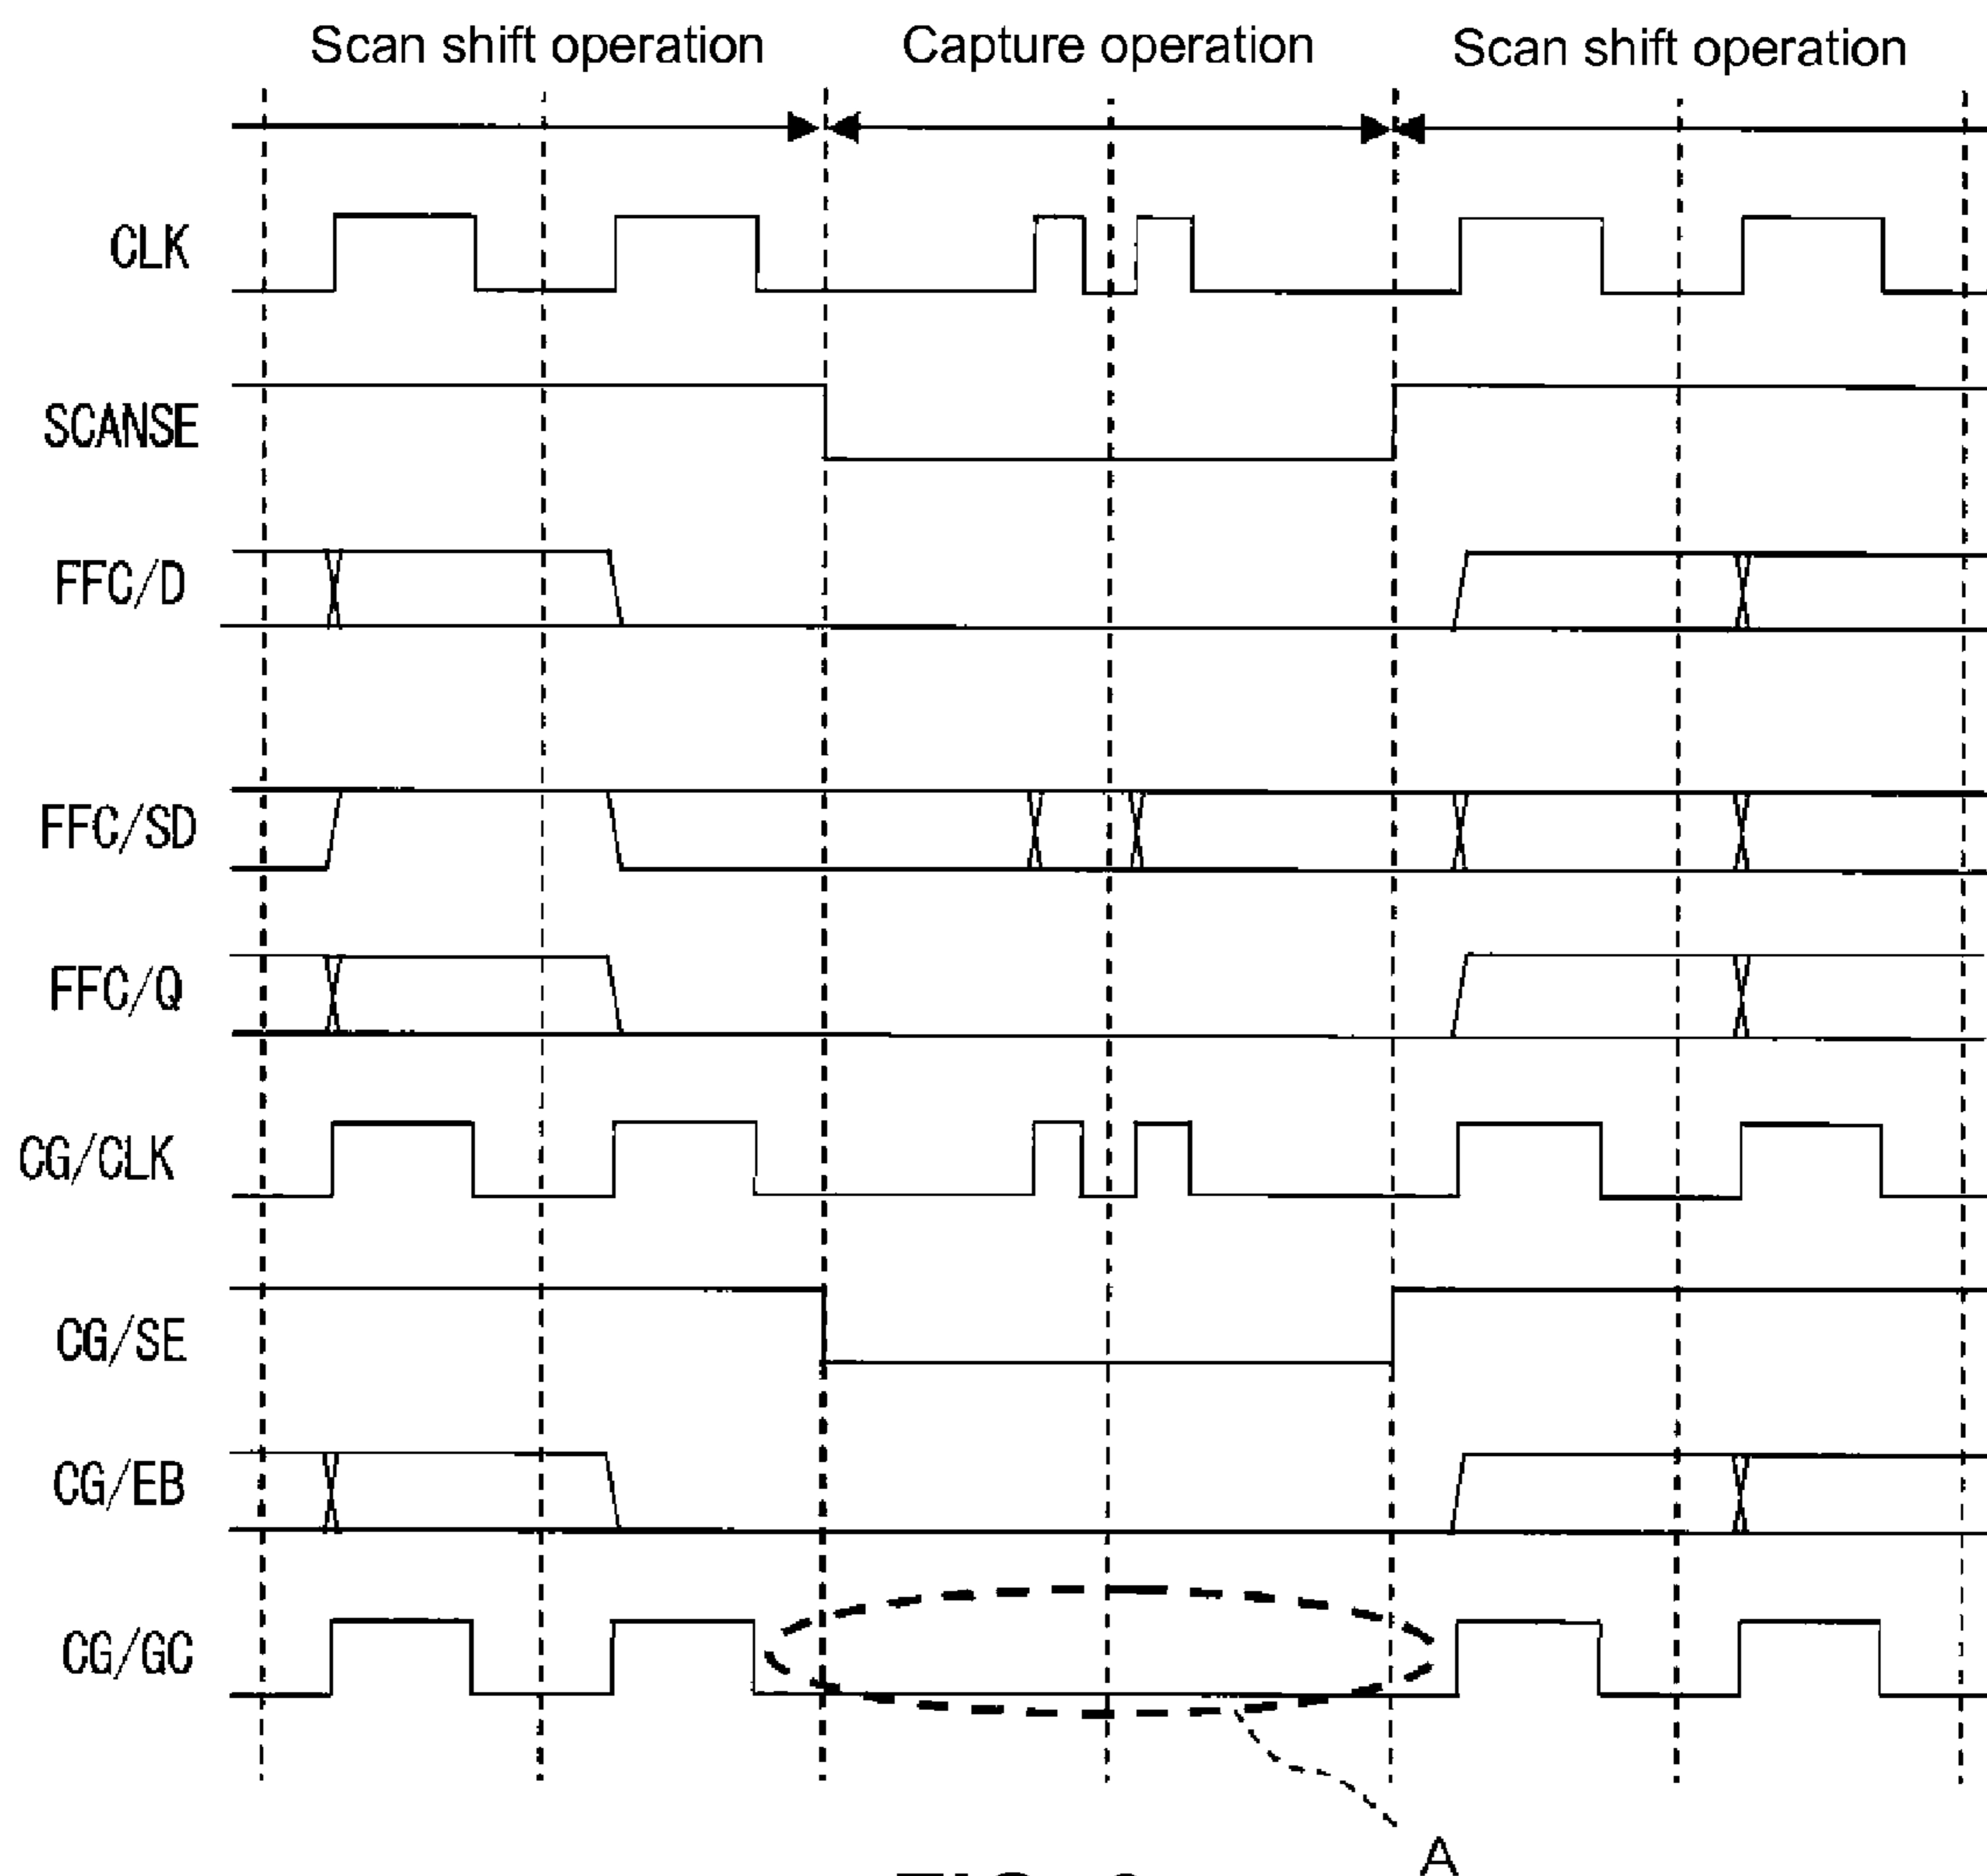 Scan shift operation Capture operation Scan shift operation
CLK
SCANSE
FFC/D
FFC/SD
FFC/Q
CG/CLK
CG/SE
CG/EB
CG/GC
A